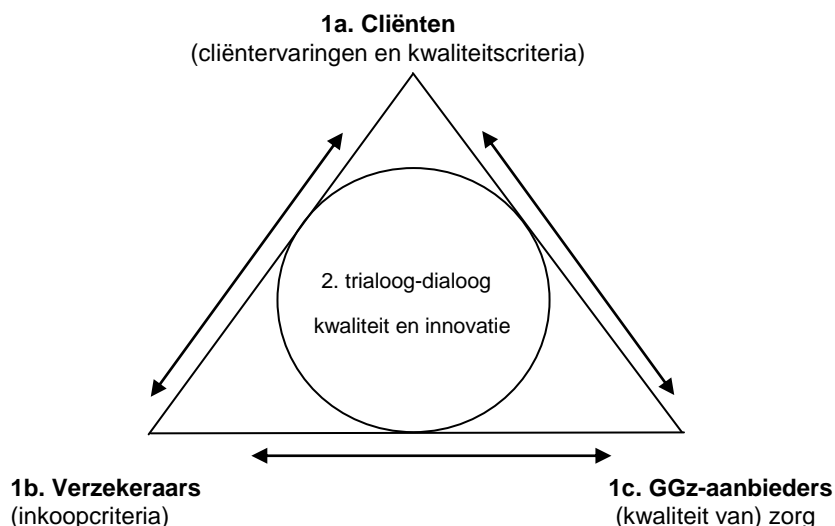 1a. Cliënten
(cliëntervaringen en kwaliteitscriteria)
2. trialoog-dialoog
kwaliteit en innovatie
1b. Verzekeraars
(inkoopcriteria)
1c. GGz-aanbieders
(kwaliteit van) zorg